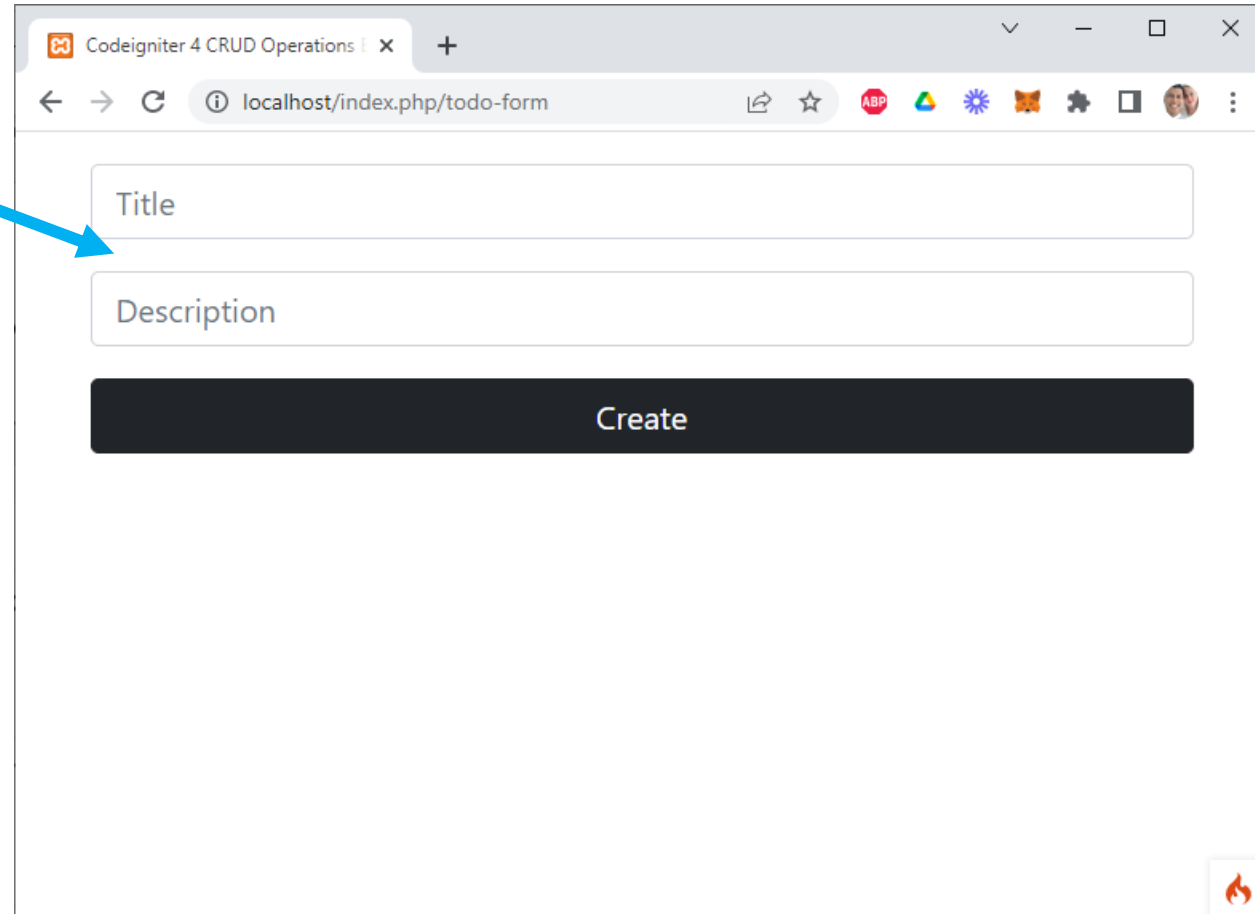 Codeigniter 4 CRUD Operations E
localhost/index.php/todo-form
ABP
Title
Description
Create